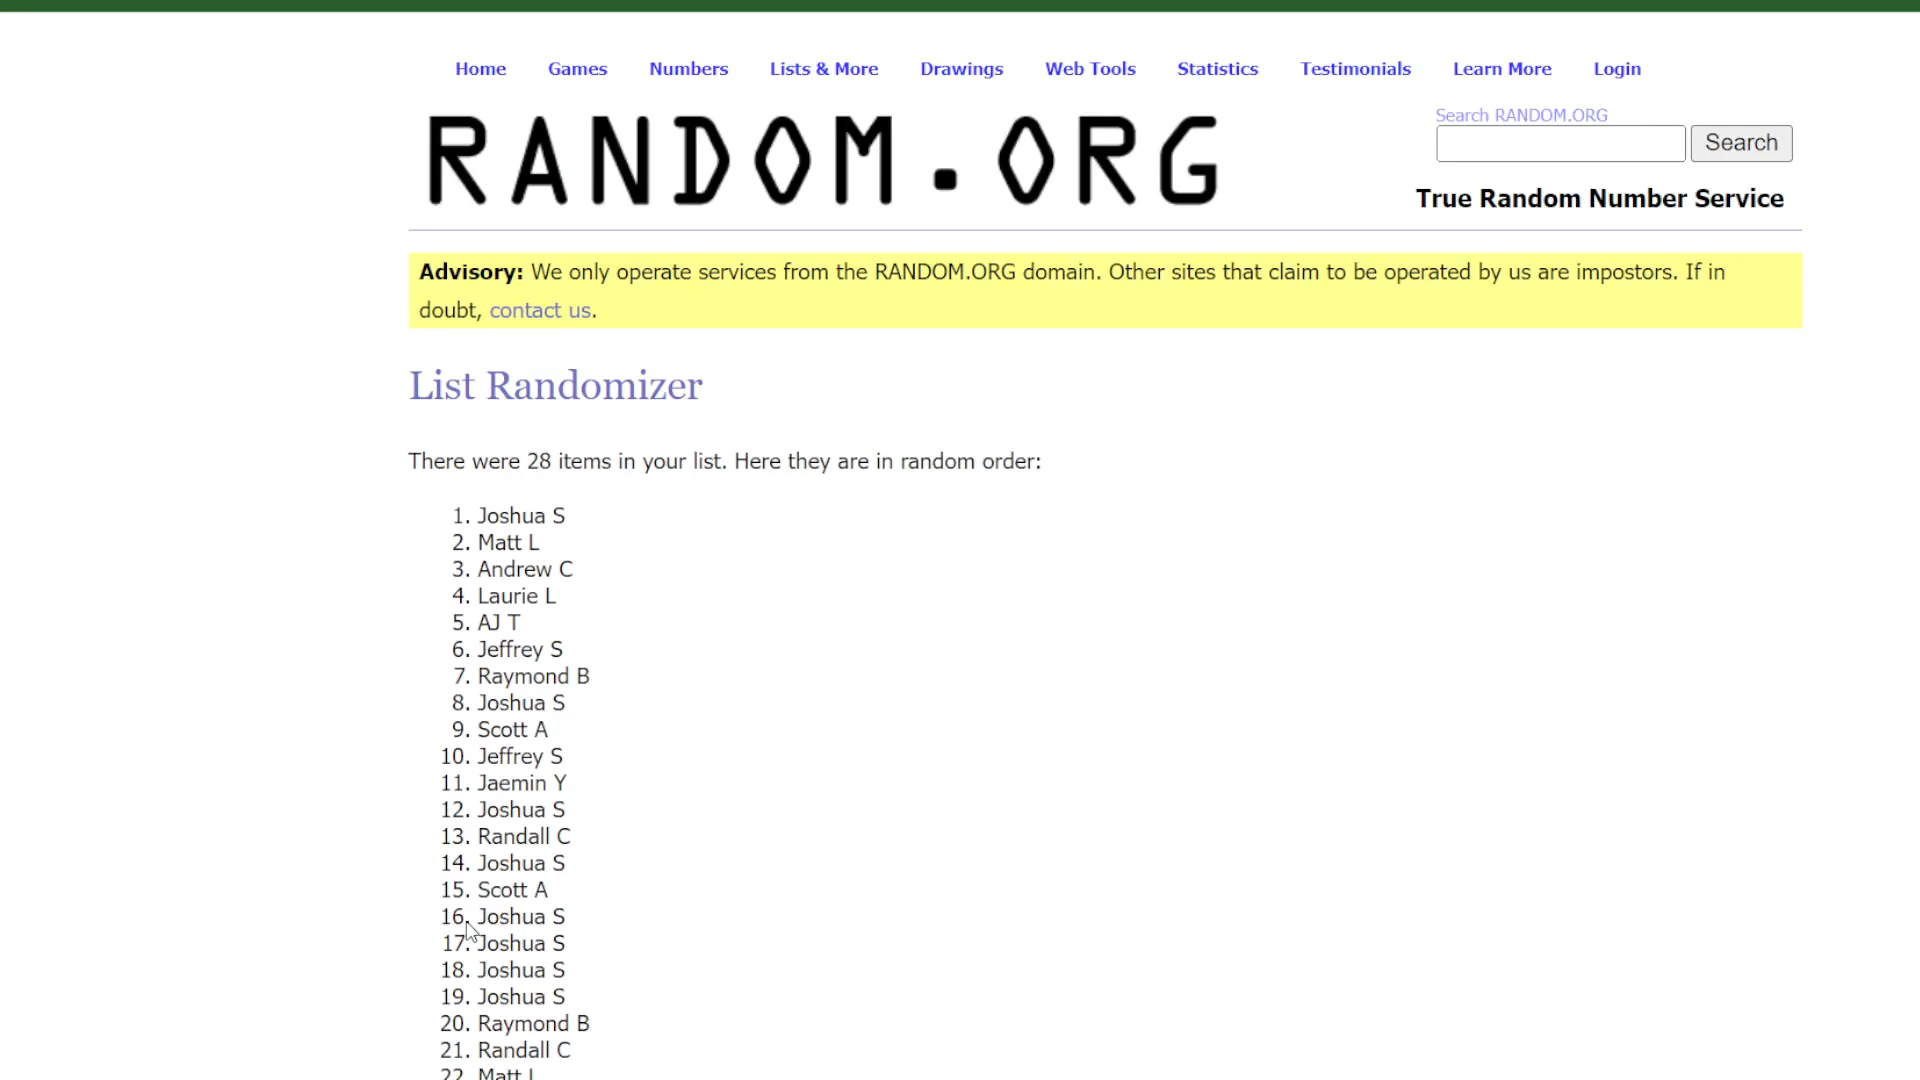 Home Games Numbers Lists & More Drawings Web Tools Statistics Testimonials Learn More Login
RANDOM.ORG
Search RANDOM.ORG
Search
True Random Number Service
Advisory: We only operate services from the RANDOM.ORG domain. Other sites that claim to be operated by us are impostors. If in
doubt, contact us.
List Randomizer
There were 28 items in your list. Here they are in random order:
1. Joshua S
2. Matt L
3. Andrew C
4. Laurie L
5. AJ T
6. Jeffrey S
7. Raymond B
8. Joshua S
9. Scott A
10. Jeffrey S
11. Jaemin Y
12. Joshua S
13. Randall C
14. Joshua S
15. Scott A
16. Joshua S
17. Joshua S
18. Joshua S
19. Joshua S
20. Raymond B
21. Randall C
22. Matt L